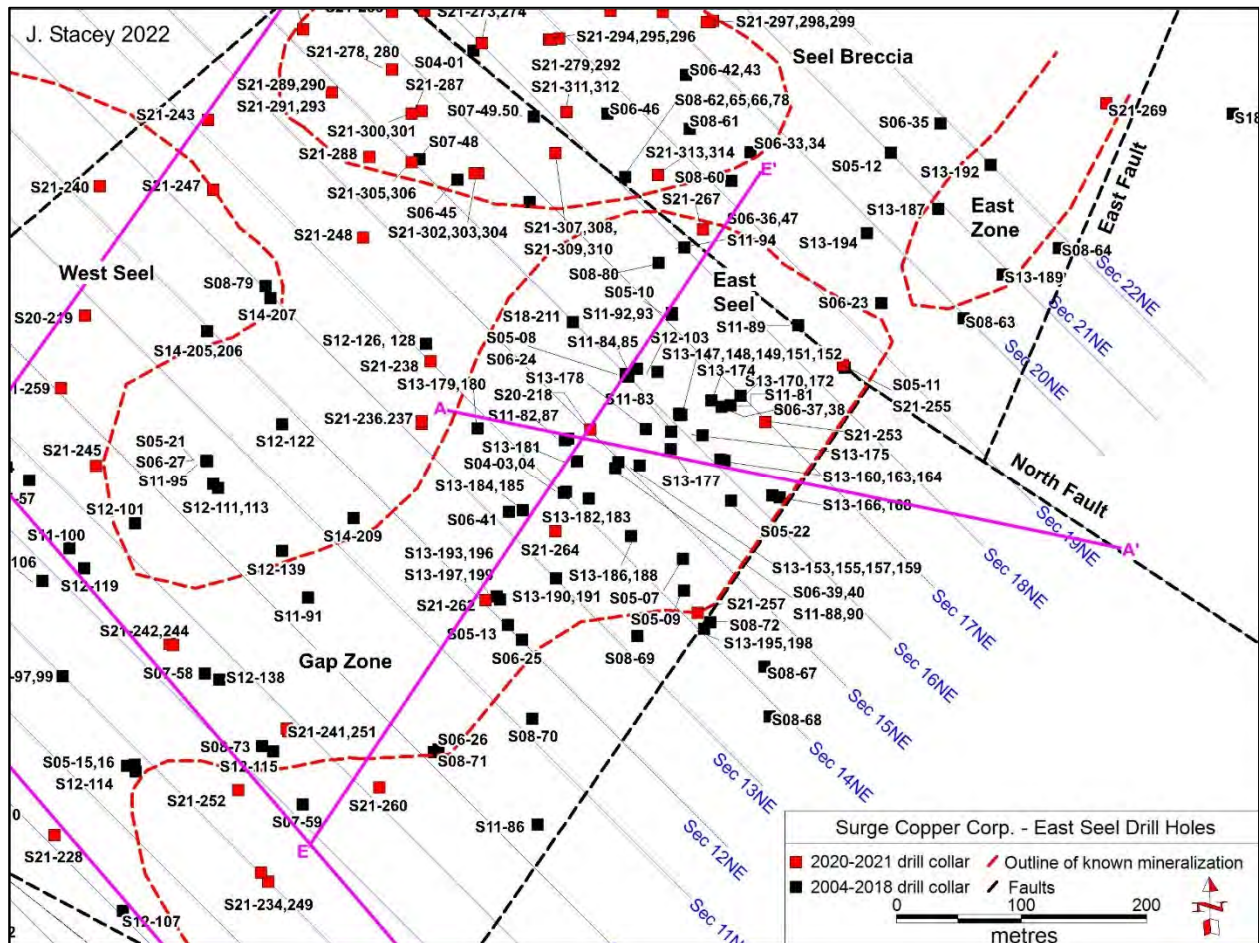 J. Stacey 2022
S21-273,274
S21-297,298,299
S21-294,295,296
Seel Breccia
S21-278, 280
S04-01
S21-279,292
S06-42,43
S21-289,290
S21-287
S21-311,312
S08-62,65,66,78
S21-269
S21-291,293
S07-49.50
S06-46
S21-243
S08-61
S06-35
S18
S21-300,301
S07-48
S06-33,34
S21-288
S21-313,314
S05-12
E'
S13-192
S21-240
S21-247
S21-305,306
S08-60
S06-45
S21-267
S21-302,303,304
S21-307, 308,
S06-36,47
S13-187
East
Zone
East Fault
S21-248
S21-309,310
S11-94
S13-194
S08-64
West Seel
S08-80
East
Seel
S08-79
S05-10
S13-189'
Sec 22NE
S14-207
S11-92,93
S06-23
S20-219
S18-211
S08-63
Sec 21NE
S11-89
S14-205,206
S12-126, 128
S05-08
S11-84,85
S12-103
Sec 20NE
S06-24
S13-147,148,149,151,152
S21-238
S13-174
S13-178
S13-170,172
S05-11
1-259
S13-179,180
S20-218
S11-83
S11-81
S21-255
A
S11-82,87
S06-37,38
S21-236,237
S12-122
S21-253
S05-21
S13-181
S13-175
S21-245
S06-27
S04-03,04
S13-177
S13-160,163,164
North Fault
S11-95
S13-184,185
-57
S12-111,113
S13-166,168
S12-101
S06-41
S13-182,183
S05-22
Sec 19NE
S11-100
S14-209
S21-264
A'
S13-193,196
S13-153,155,157,159
Sec 18NE
106
S12-139
S13-197,199
S13-186,188
S12-119
S13-190,191
S05-07
S06-39,40
S11-91
S21-262
S21-257
S11-88,90
Sec 17NE
S05-09
S08-72
S21-242,244
S05-13
S13-195,198
S06-25
S08-69
Sec 16NE
Gap Zone
S08-67
-97,99
S07-58
S12-138
Sec 15NE
S08-68
S21-241,251
S08-70
S08-73
S06-26
Sec 14NE
S05-15,16
S12-115
S08-71
S12-114
Sec 13NE
S21-252
S21-260
0
S07-59
S11-86
Sec 12NE
S21-228
E
S21-234,249
Sec 11NE
S12-107
2
Surge Copper Corp. - East Seel Drill Holes
2020-2021 drill collar
Outline of known mineralization
2004-2018 drill collar
Faults
0 100 200
metres
N